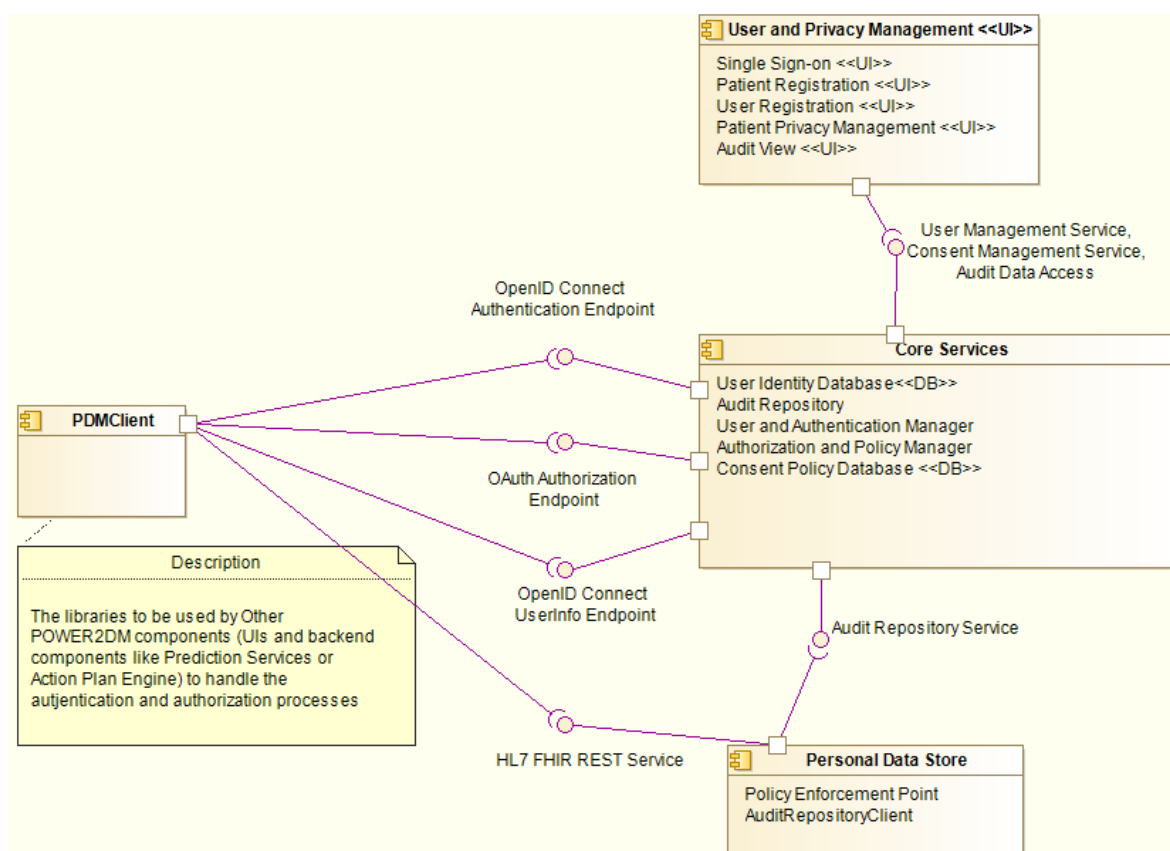 User and Privacy Management <<UI>>
Single Sign-on <<UI>>
Patient Registration <<UI>>
User Registration <<UI>>
Patient Privacy Management <<UI>>
Audit View <<UI>>
User Management Service,
Consent Management Service,
Audit Data Access
OpenID Connect
Authentication Endpoint
Core Services
User Identity Database<<DB>>
Audit Repository
User and Authentication Manager
Authorization and Policy Manager
Consent Policy Database <<DB>>
PDMClient
OAuth Authorization
Endpoint
Description
The libraries to be used by Other
POWER2DM components (UIs and backend
components like Prediction Services or
Action Plan Engine) to handle the
autjentication and authorization processes
OpenID Connect
UserInfo Endpoint
Audit Repository Service
HL7 FHIR REST Service
Personal Data Store
Policy Enforcement Point
AuditRepositoryClient